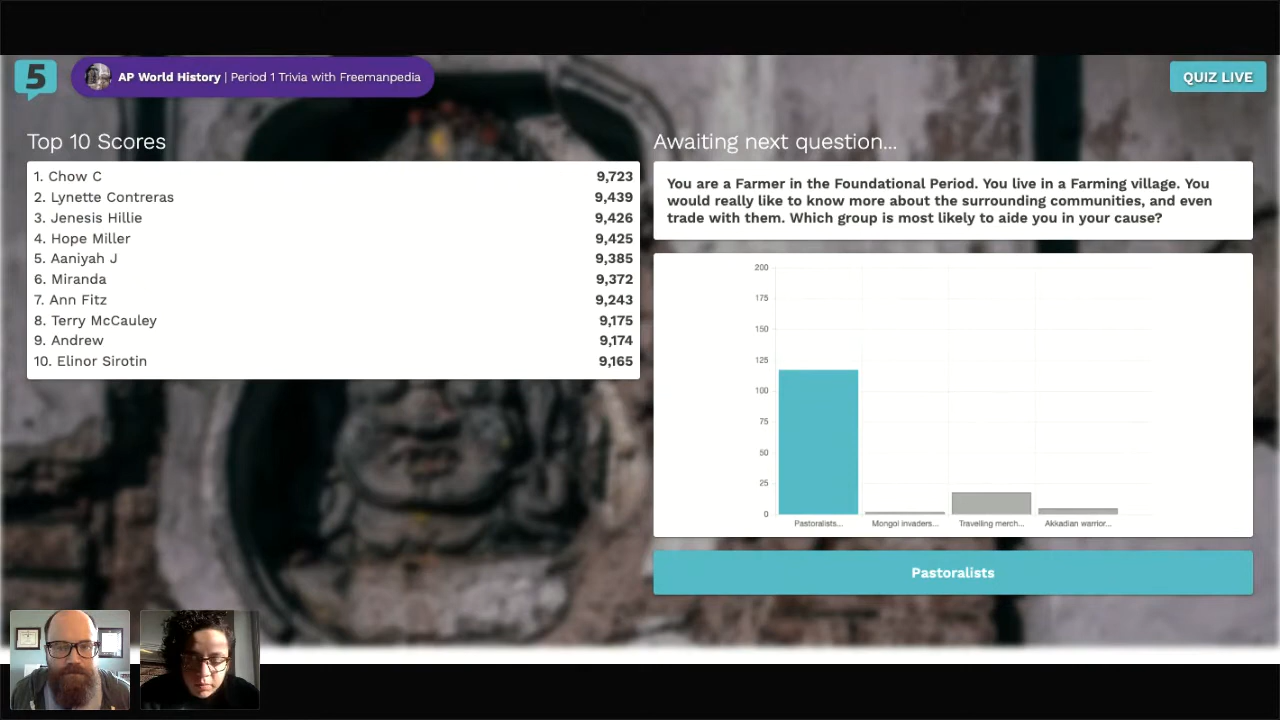 5
AP World History | Period 1 Trivia with Freemanpedia
QUIZ LIVE
Top 10 Scores
1. Chow C 9,723
2. Lynette Contreras 9,439
3. Jenesis Hillie 9,426
4. Hope Miller 9,425
5. Aaniyah J 9,385
6. Miranda 9,372
7. Ann Fitz 9,243
8. Terry McCauley 9,175
9. Andrew 9,174
10. Elinor Sirotin 9,165
Awaiting next question...
You are a Farmer in the Foundational Period. You live in a Farming village. You
would really like to know more about the surrounding communities, and even
trade with them. Which group is most likely to aide you in your cause?
200
175
150
125
100
75
50
25
0
Pastoralists... Mongol invaders... Travelling merch... Akkadian warrior...
Pastoralists